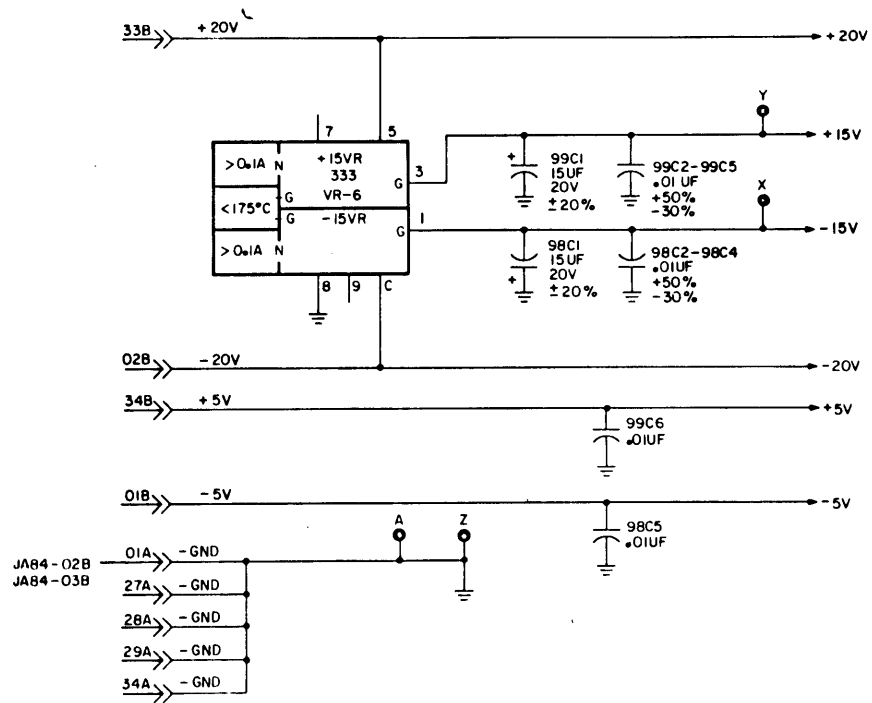 33B +20V +20V
7 5
Y
>0.1A N +15VR 3 +15V
333
G
<175°C G VR-6
G -15VR 1
G
>0.1A N
99C1
15UF
20V
±20%
+
99C2-99C5
.01UF
+50%
-30%
X
-15V
98C1
15UF
20V
±20%
+
98C2-98C4
.01UF
+50%
-30%
8 9 C
02B -20V -20V
34B +5V +5V
99C6
.01UF
01B -5V -5V
98C5
.01UF
A Z
JA84-02B 01A -GND
JA84-03B
27A -GND
28A -GND
29A -GND
34A -GND